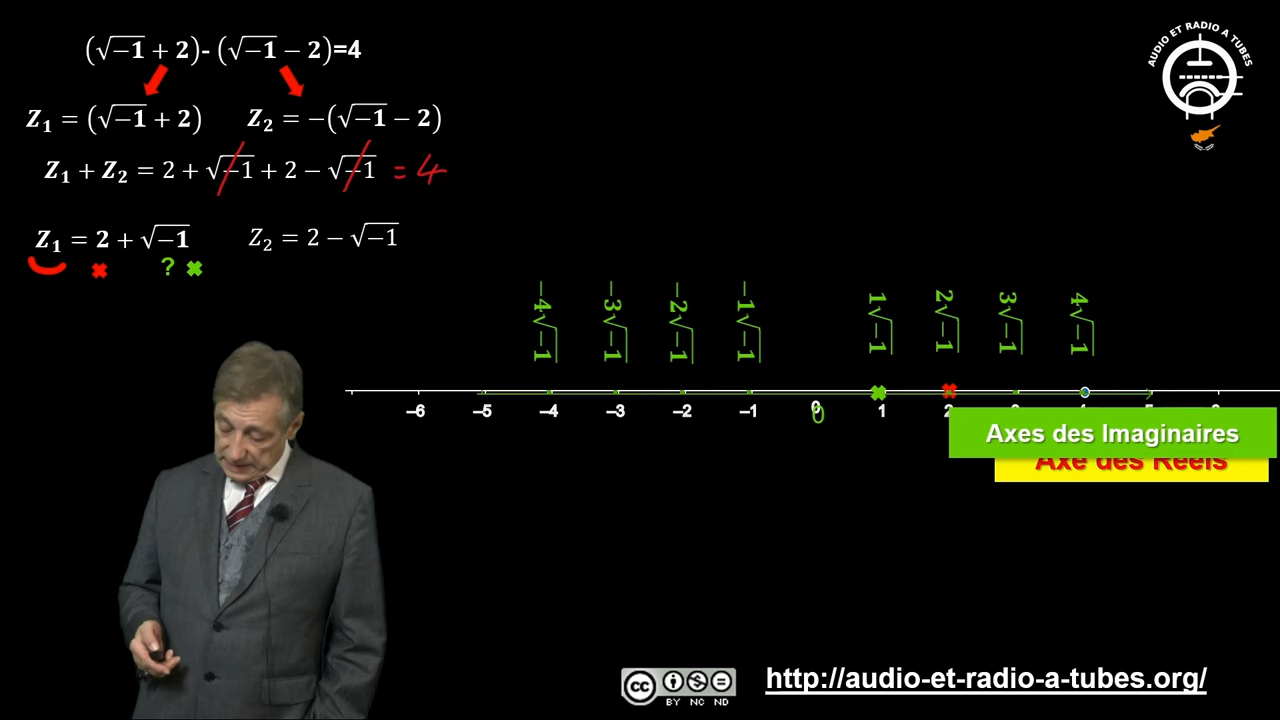 (√−1 + 2)- (√−1 − 2)=4
AUDIO ET RADIO A TUBES
Z₁ = (√−1 + 2) Z₂ = −(√−1 − 2)
Z₁ + Z₂ = 2 + √−1 + 2 − √−1 = 4
Z₁ = 2 + √−1 Z₂ = 2 − √−1
?
−4√−1 −3√−1 −2√−1 −1√−1 1√−1 2√−1 3√−1 4√−1
–6 –5 –4 –3 –2 –1 0 1 2
0
Axes des Imaginaires
Axe des Réels
cc BY NC ND
http://audio-et-radio-a-tubes.org/